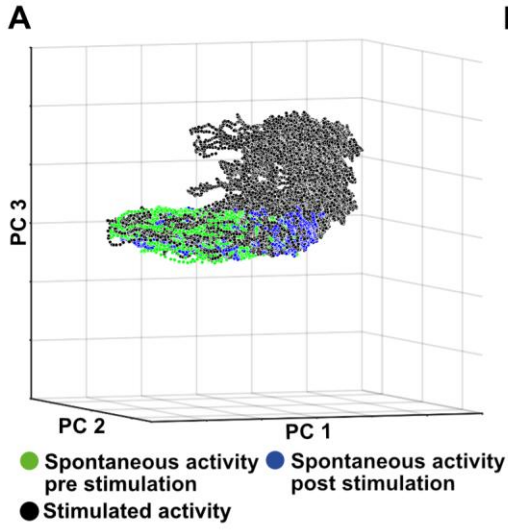 A
PC 3
PC 2
PC 1
Spontaneous activity pre stimulation
Spontaneous activity post stimulation
Stimulated activity